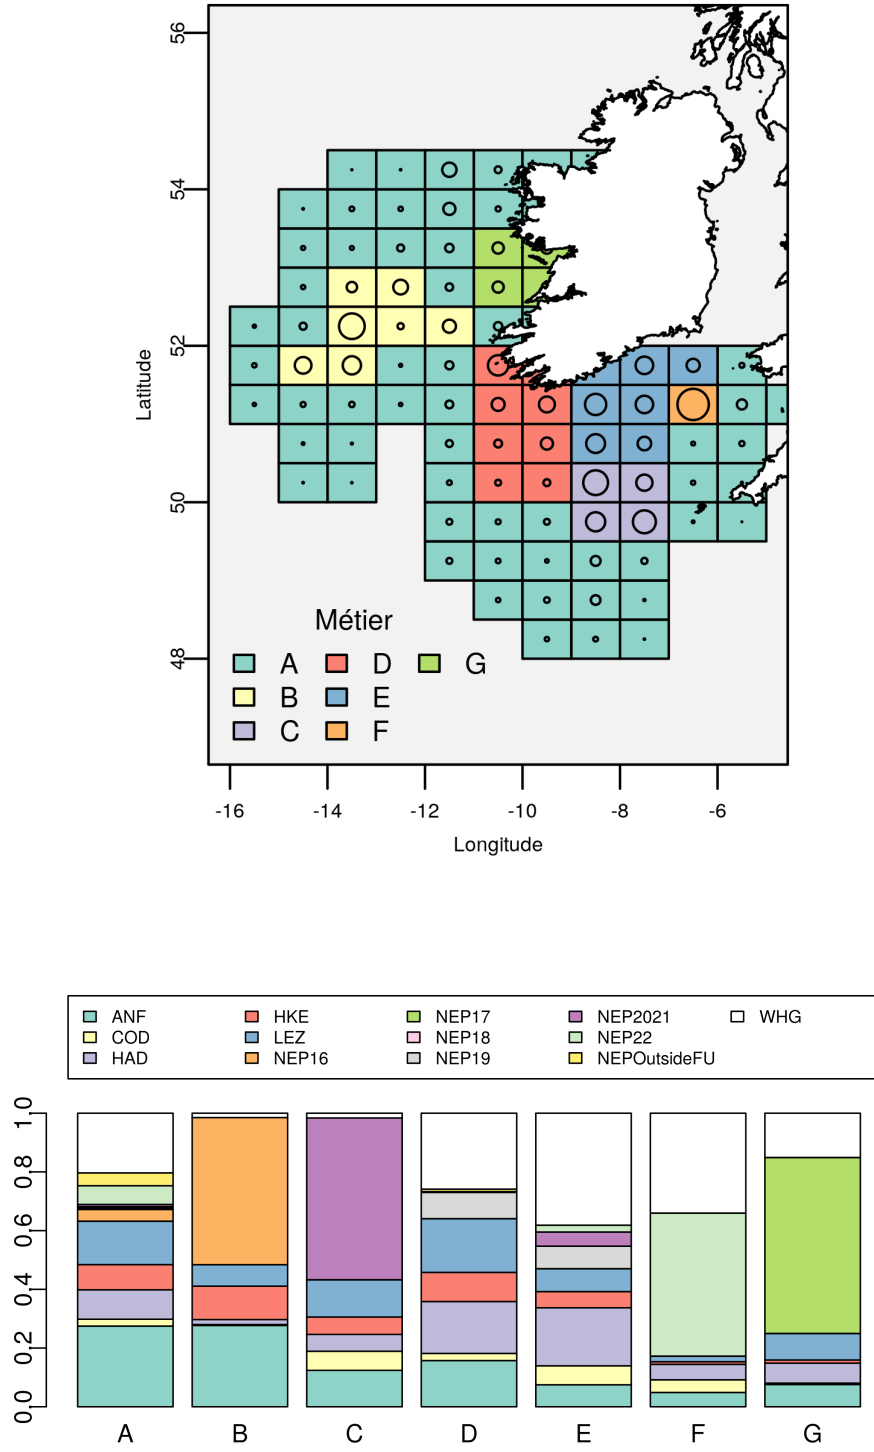 56
54
52
50
48
Latitude
Métier
A D G
B E
C F
-16 -14 -12 -10 -8 -6
Longitude
ANF HKE NEP17 NEP2021 WHG
COD LEZ NEP18 NEP22
HAD NEP16 NEP19 NEPOutsideFU
1.0
0.8
0.6
0.4
0.2
0.0
A B C D E F G